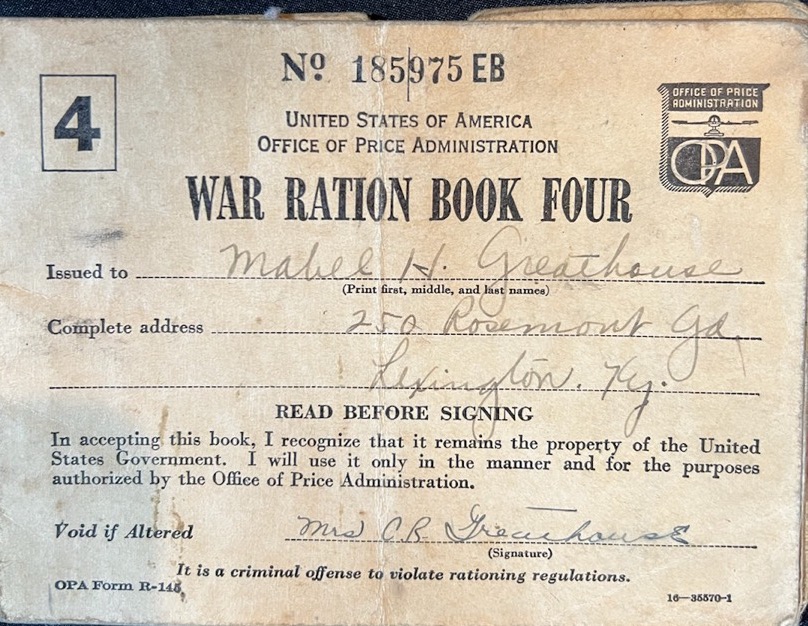 Nº 185975 EB
4
OFFICE OF PRICE
ADMINISTRATION
OPA
UNITED STATES OF AMERICA
OFFICE OF PRICE ADMINISTRATION
WAR RATION BOOK FOUR
Issued to Mabel H. Greathouse
(Print first, middle, and last names)
Complete address 250 Rosemont Gd.
Lexington. Ky.
READ BEFORE SIGNING
In accepting this book, I recognize that it remains the property of the United
States Government. I will use it only in the manner and for the purposes
authorized by the Office of Price Administration.
Void if Altered Mrs C. R. Greathouse
(Signature)
It is a criminal offense to violate rationing regulations.
OPA Form R-145
16—35570-1